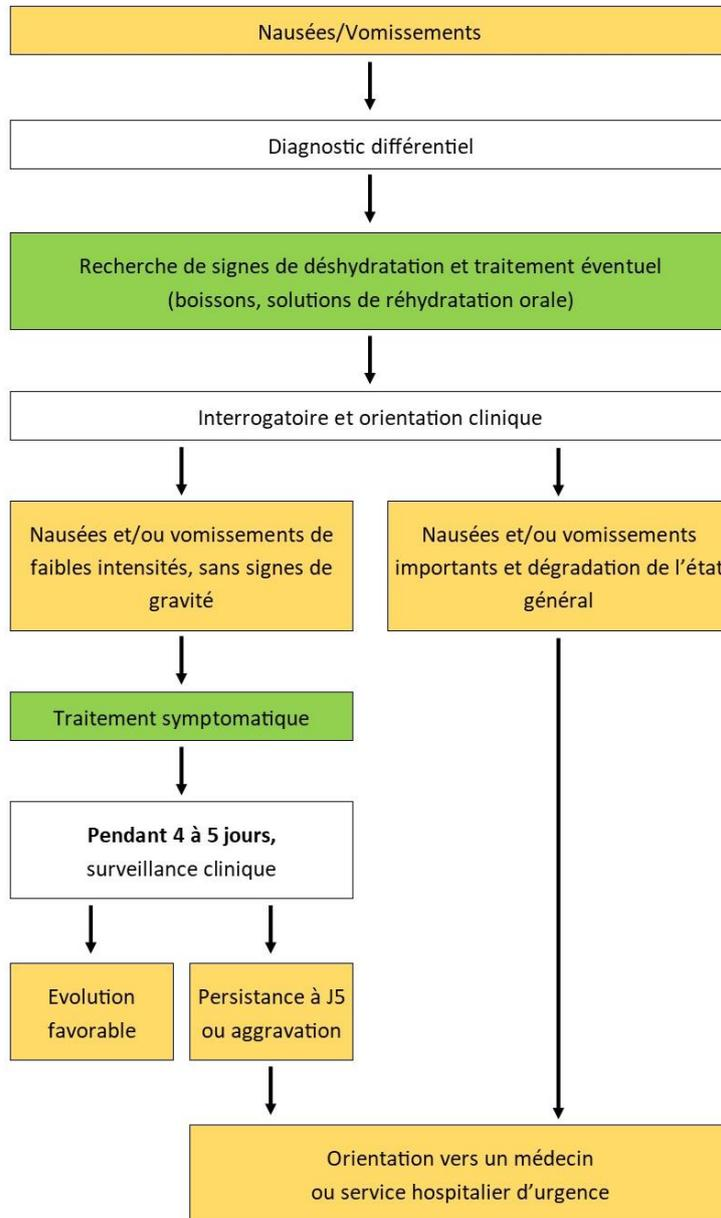 Nausées/Vomissements
Diagnostic différentiel
Recherche de signes de déshydratation et traitement éventuel
(boissons, solutions de réhydratation orale)
Interrogatoire et orientation clinique
Nausées et/ou vomissements de
faibles intensités, sans signes de
gravité
Nausées et/ou vomissements
importants et dégradation de l'état
général
Traitement symptomatique
Pendant 4 à 5 jours,
surveillance clinique
Evolution
favorable
Persistance à J5
ou aggravation
Orientation vers un médecin
ou service hospitalier d'urgence